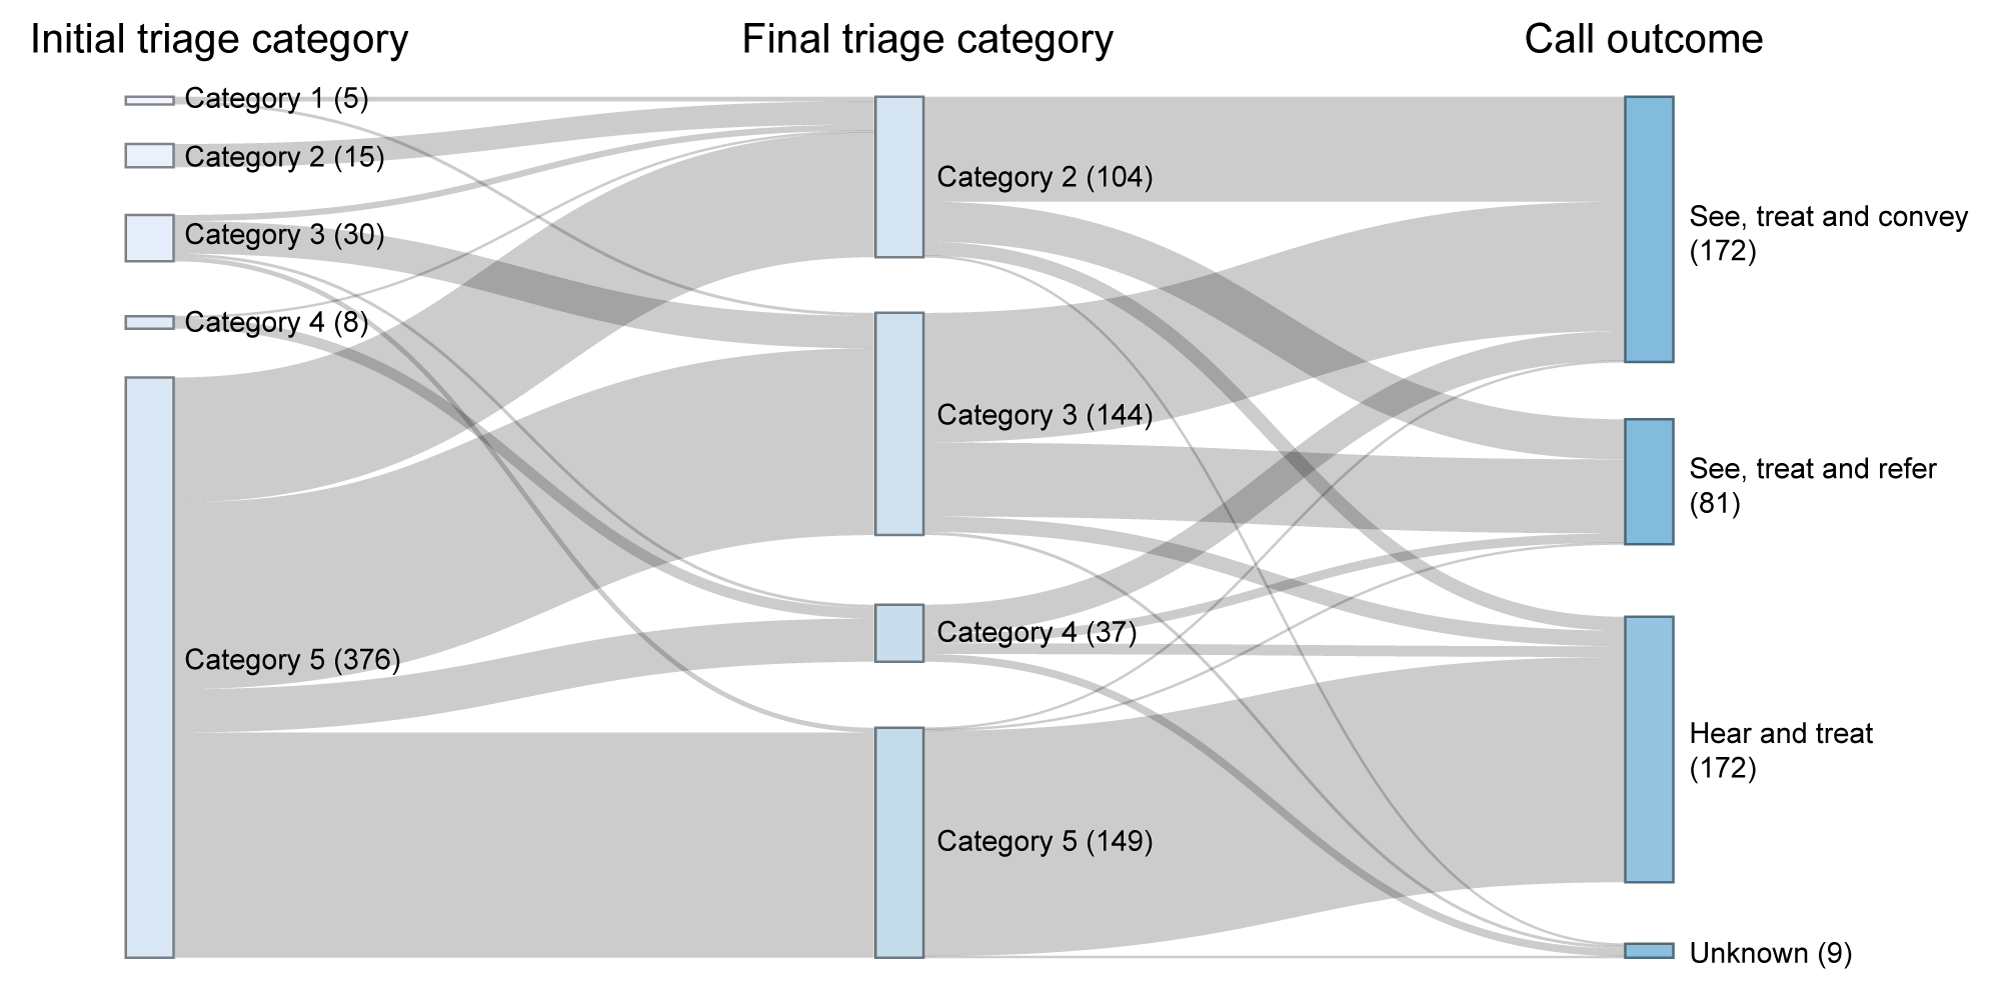 Initial triage category
Final triage category
Call outcome
Category 1 (5)
Category 2 (15)
Category 3 (30)
Category 4 (8)
Category 5 (376)
Category 2 (104)
Category 3 (144)
Category 4 (37)
Category 5 (149)
See, treat and convey
(172)
See, treat and refer
(81)
Hear and treat
(172)
Unknown (9)